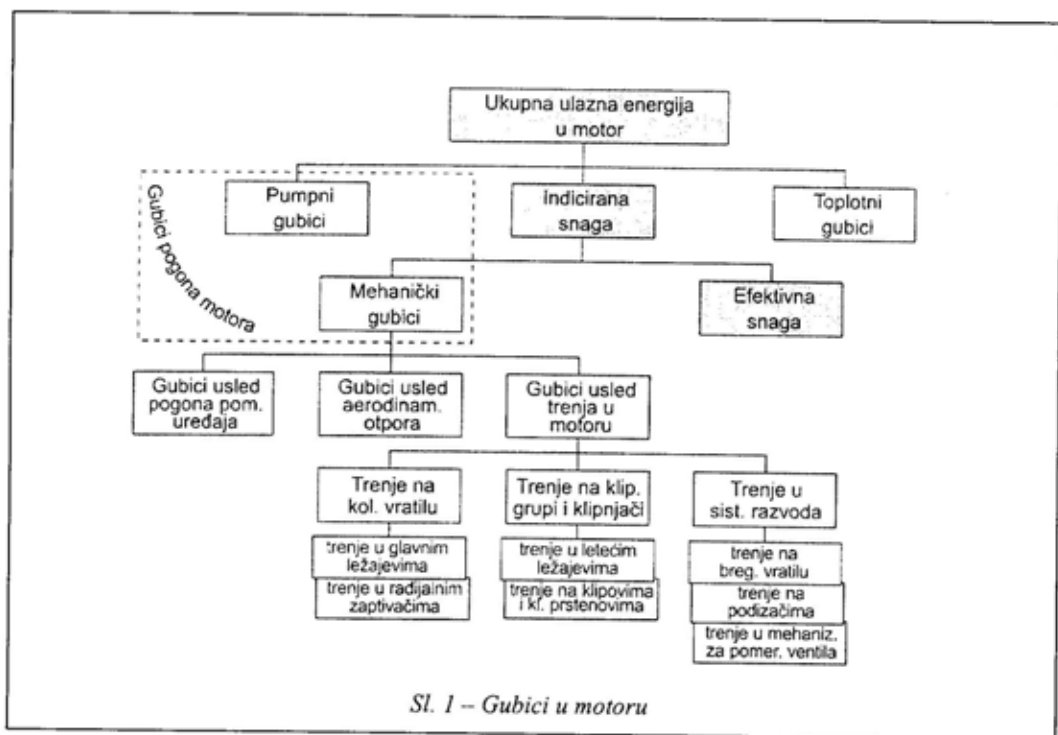 Ukupna ulazna energija
u motor
Gubici pogona motora
Pumpni
gubici
Indicirana
snaga
Toplotni
gubici
Mehanički
gubici
Efektivna
snaga
Gubici usled
pogona pom.
uređaja
Gubici usled
aerodinam.
otpora
Gubici usled
trenja u
motoru
Trenje na
kol. vratilu
Trenje na klip.
grupi i klipnjači
Trenje u
sist. razvoda
trenje u glavnim
ležajevima
trenje u radijalnim
zaptivačima
trenje u letećim
ležajevima
trenje na klipovima
i kl. prstenovima
trenje na
breg. vratilu
trenje na
podizačima
trenje u mehaniz.
za pomer. ventila
Sl. 1 – Gubici u motoru